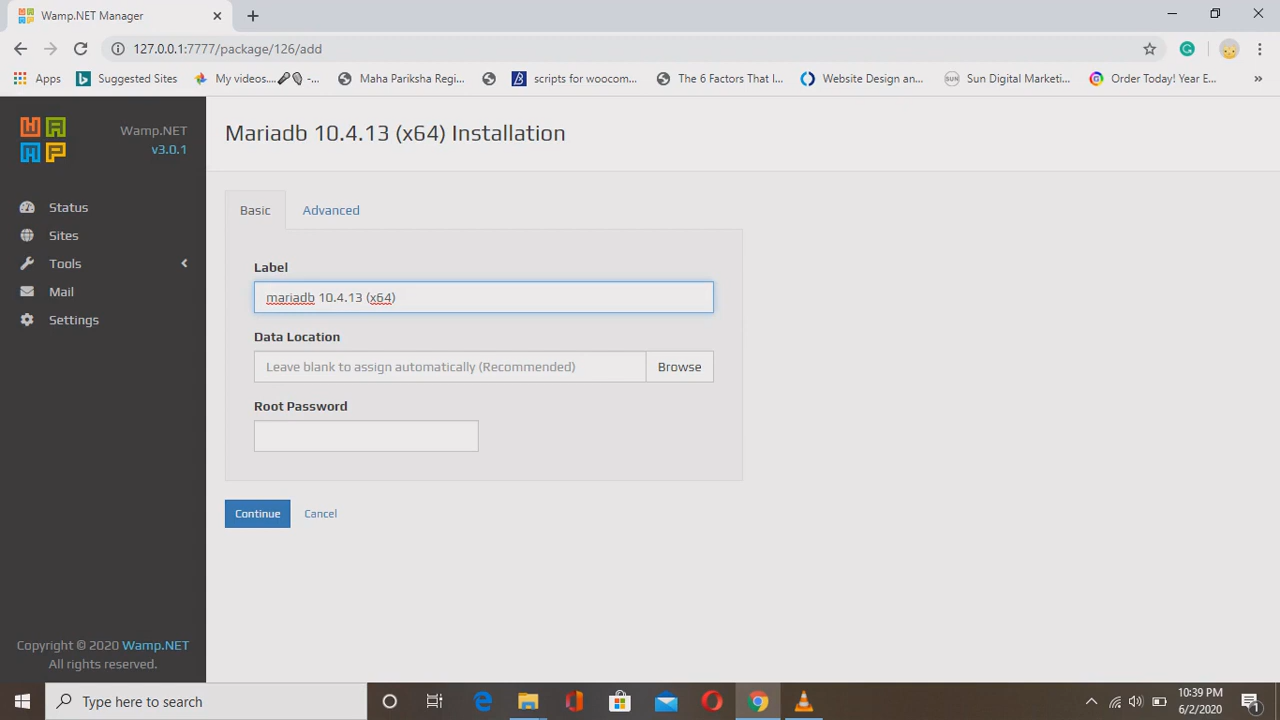 Wamp.NET Manager
127.0.0.1:7777/package/126/add
Apps
Suggested Sites
My videos....🎤 -...
Maha Pariksha Regi...
scripts for woocom...
The 6 Factors That I...
Website Design an...
Sun Digital Marketi...
Order Today! Year E...
»
Wamp.NET
v3.0.1
Status
Sites
Tools
Mail
Settings
Copyright © 2020 Wamp.NET
All rights reserved.
Mariadb 10.4.13 (x64) Installation
Basic
Advanced
Label
mariadb 10.4.13 (x64)
Data Location
Leave blank to assign automatically (Recommended)
Browse
Root Password
Continue
Cancel
Type here to search
10:39 PM
6/2/2020
1